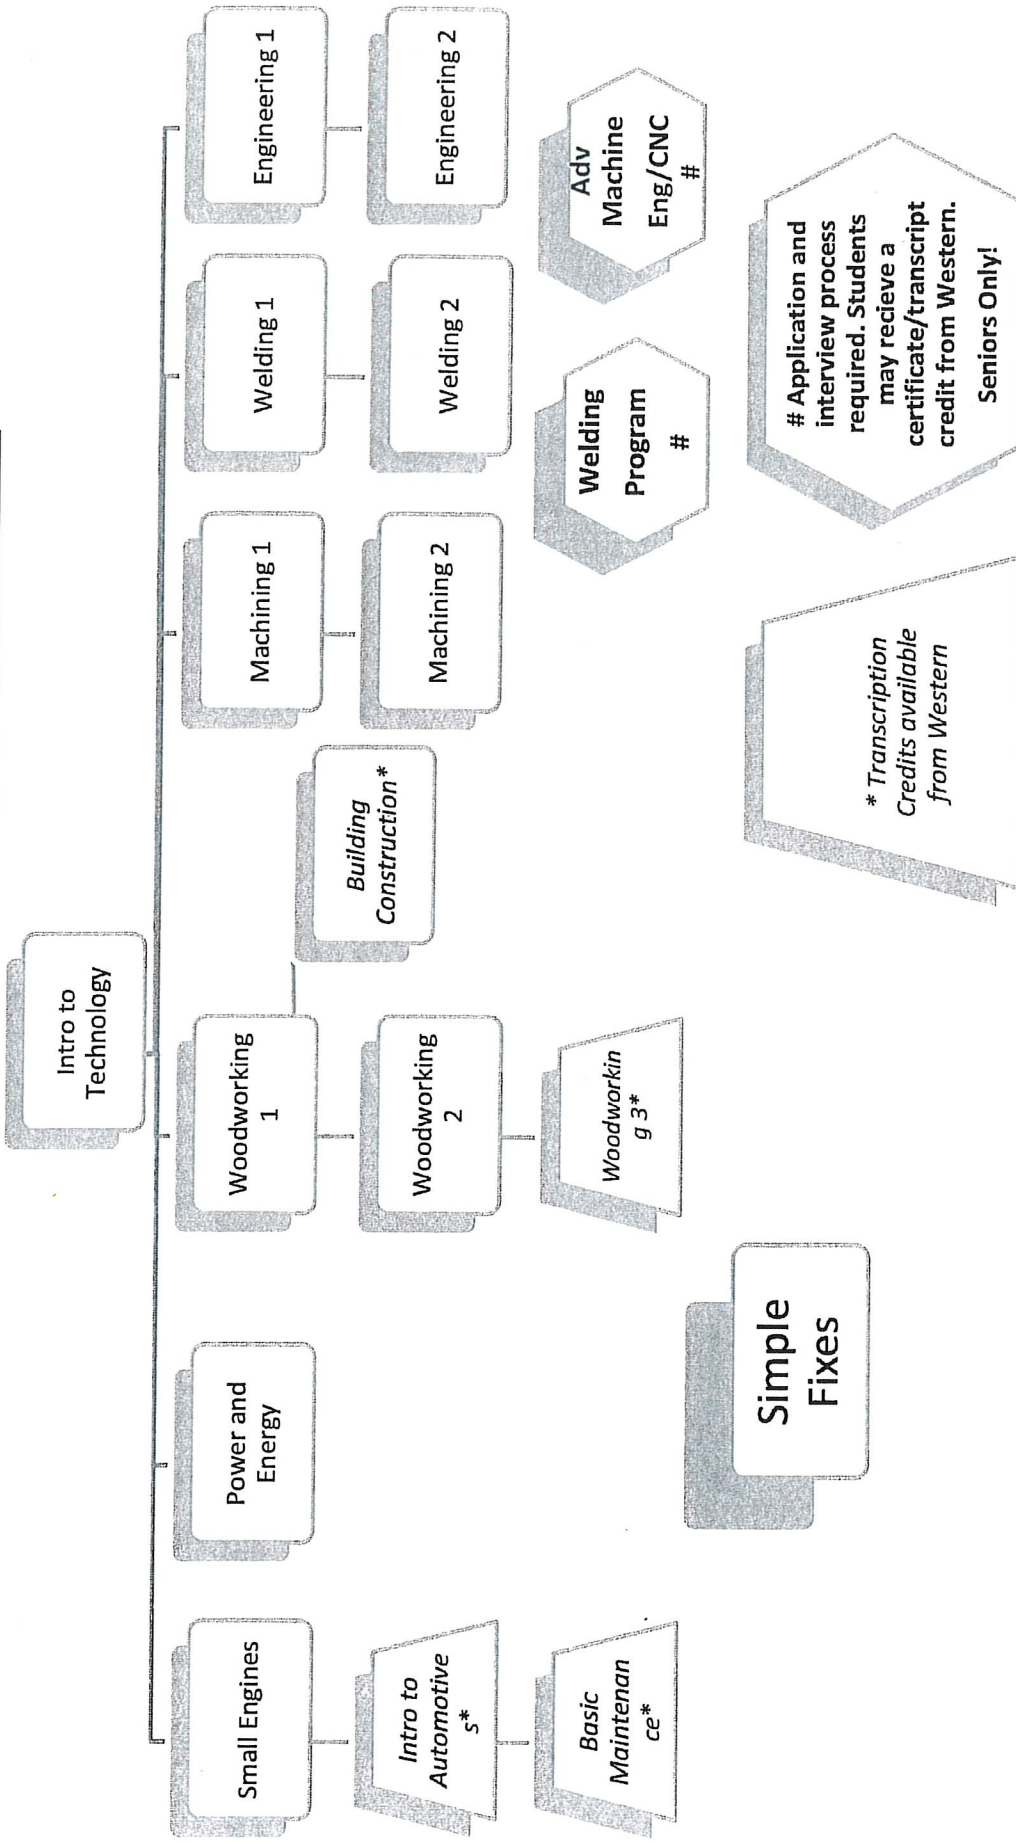 Intro to
Technology
Small Engines
Power and
Energy
Woodworking
1
Machining 1
Welding 1
Engineering 1
Building
Construction*
Intro to
Automotive
s*
Woodworking
2
Machining 2
Welding 2
Engineering 2
Basic
Maintenan
ce*
Woodworkin
g 3*
Welding
Program
#
Adv
Machine
Eng/CNC
#
Simple
Fixes
* Transcription
Credits available
from Western
# Application and
interview process
required. Students
may recieve a
certificate/transcript
credit from Western.
Seniors Only!